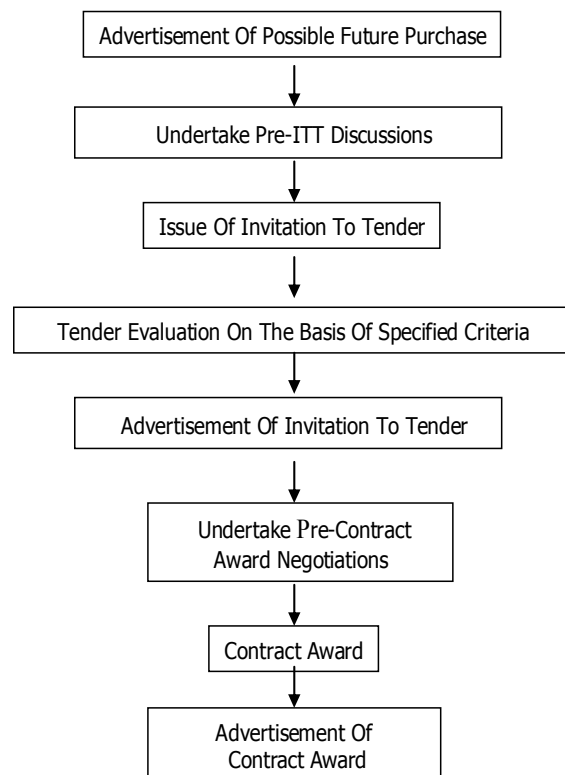 Advertisement Of Possible Future Purchase
Undertake Pre-ITT Discussions
Issue Of Invitation To Tender
Tender Evaluation On The Basis Of Specified Criteria
Advertisement Of Invitation To Tender
Undertake Pre-Contract
Award Negotiations
Contract Award
Advertisement Of
Contract Award